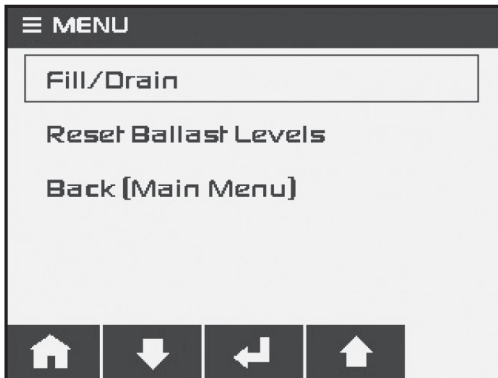 ☰ MENU
Fill/Drain
Reset Ballast Levels
Back (Main Menu)